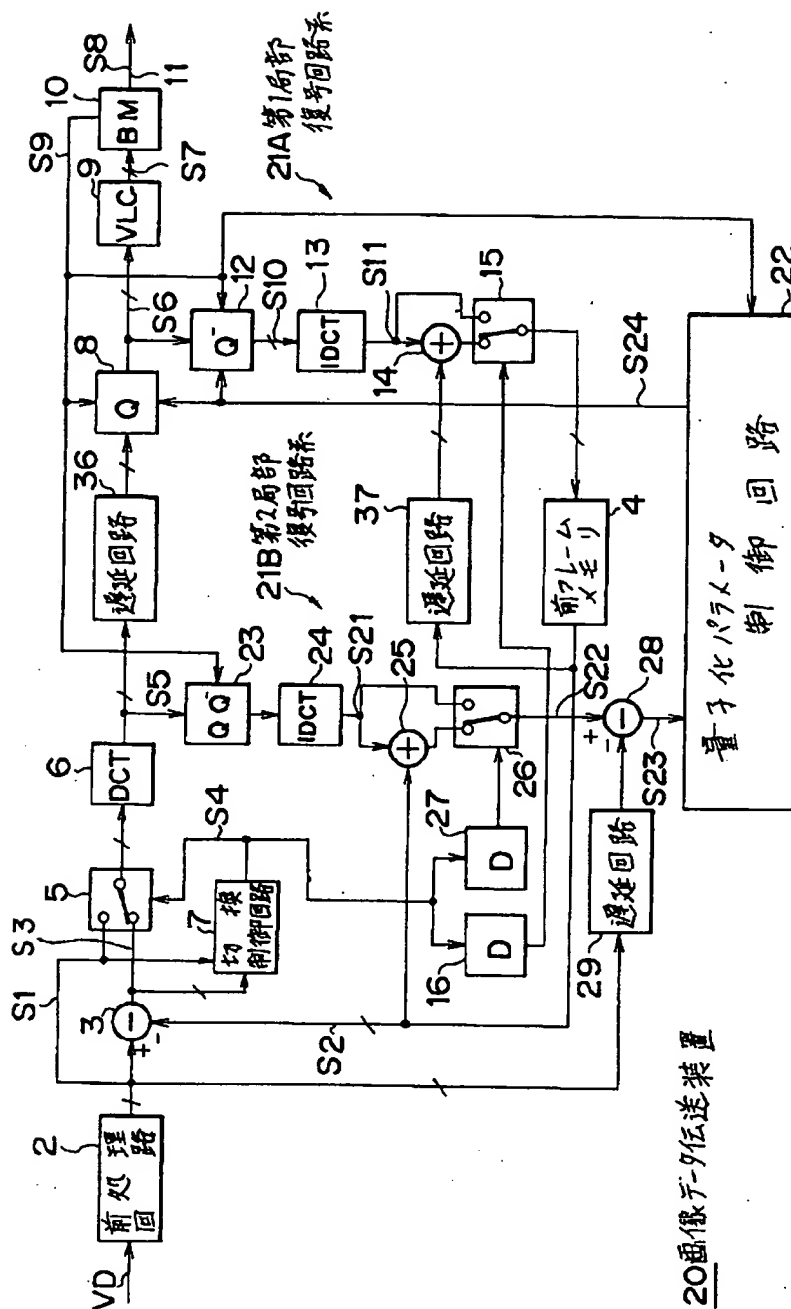 VD
前処理
回路
2
S1
3
+
-
S3
5
切換
制御回路
7
S4
DCT
6
S5
遅延回路
36
Q
8
S6
VLC
9
S7
BM
10
S8
11
S9
21A第1局部
復号回路系
21B第2局部
復号回路系
Q Q⁻
23
IDCT
24
S21
25
+
26
Q⁻
12
S10
IDCT
13
S11
14
+
15
遅延回路
37
前フレーム
メモリ
4
S24
S2
D
16
D
27
S22
+
-
28
S23
遅延回路
29
量子化パラメータ
制御回路
22
20画像データ伝送装置